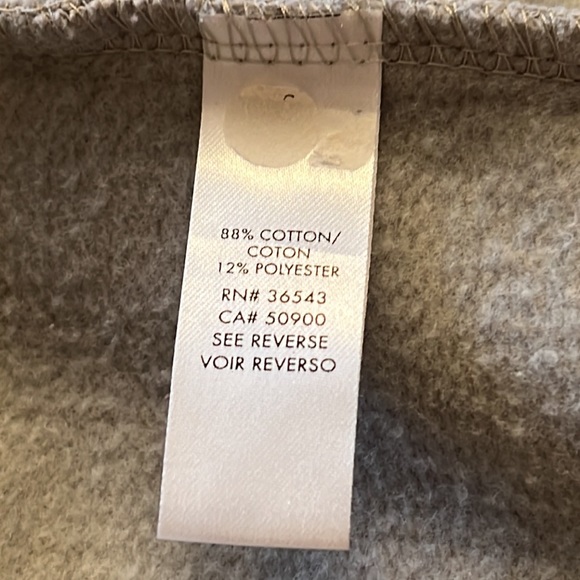 88% COTTON/
COTON
12% POLYESTER
RN# 36543
CA# 50900
SEE REVERSE
VOIR REVERSO